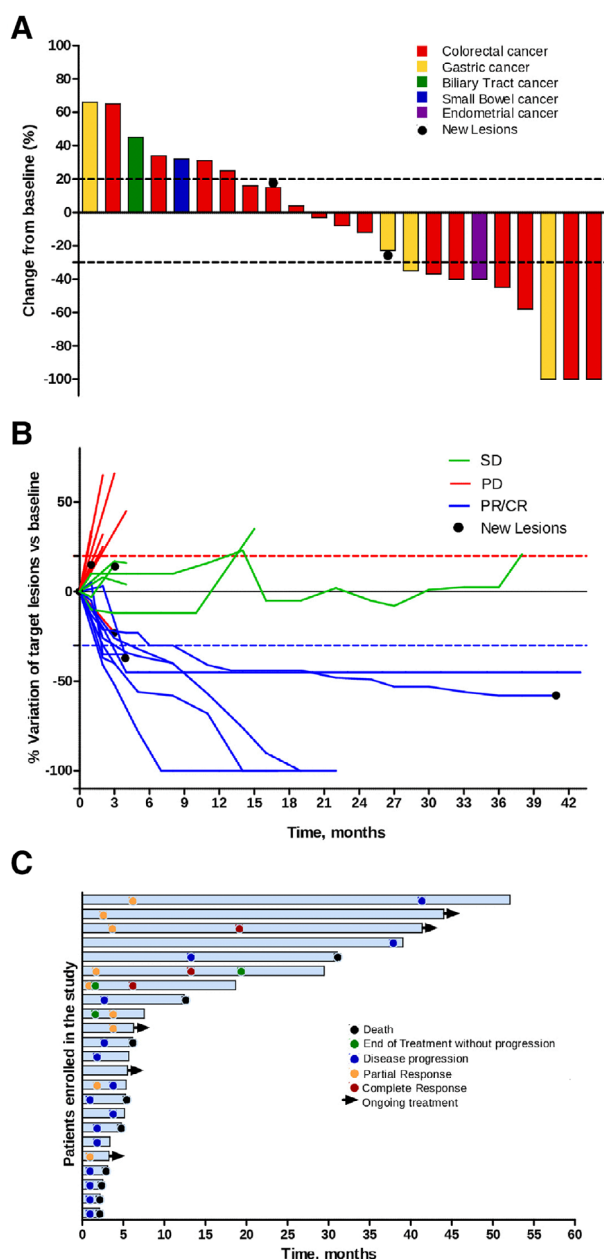 A
Change from baseline (%)
100
80
60
40
20
0
-20
-40
-60
-80
-100
Colorectal cancer
Gastric cancer
Biliary Tract cancer
Small Bowel cancer
Endometrial cancer
New Lesions
B
% Variation of target lesions vs baseline
50
0
-50
-100
SD
PD
PR/CR
New Lesions
0 3 6 9 12 15 18 21 24 27 30 33 36 39 42
Time, months
C
Patients enrolled in the study
Death
End of Treatment without progression
Disease progression
Partial Response
Complete Response
Ongoing treatment
0 5 10 15 20 25 30 35 40 45 50 55 60
Time, months